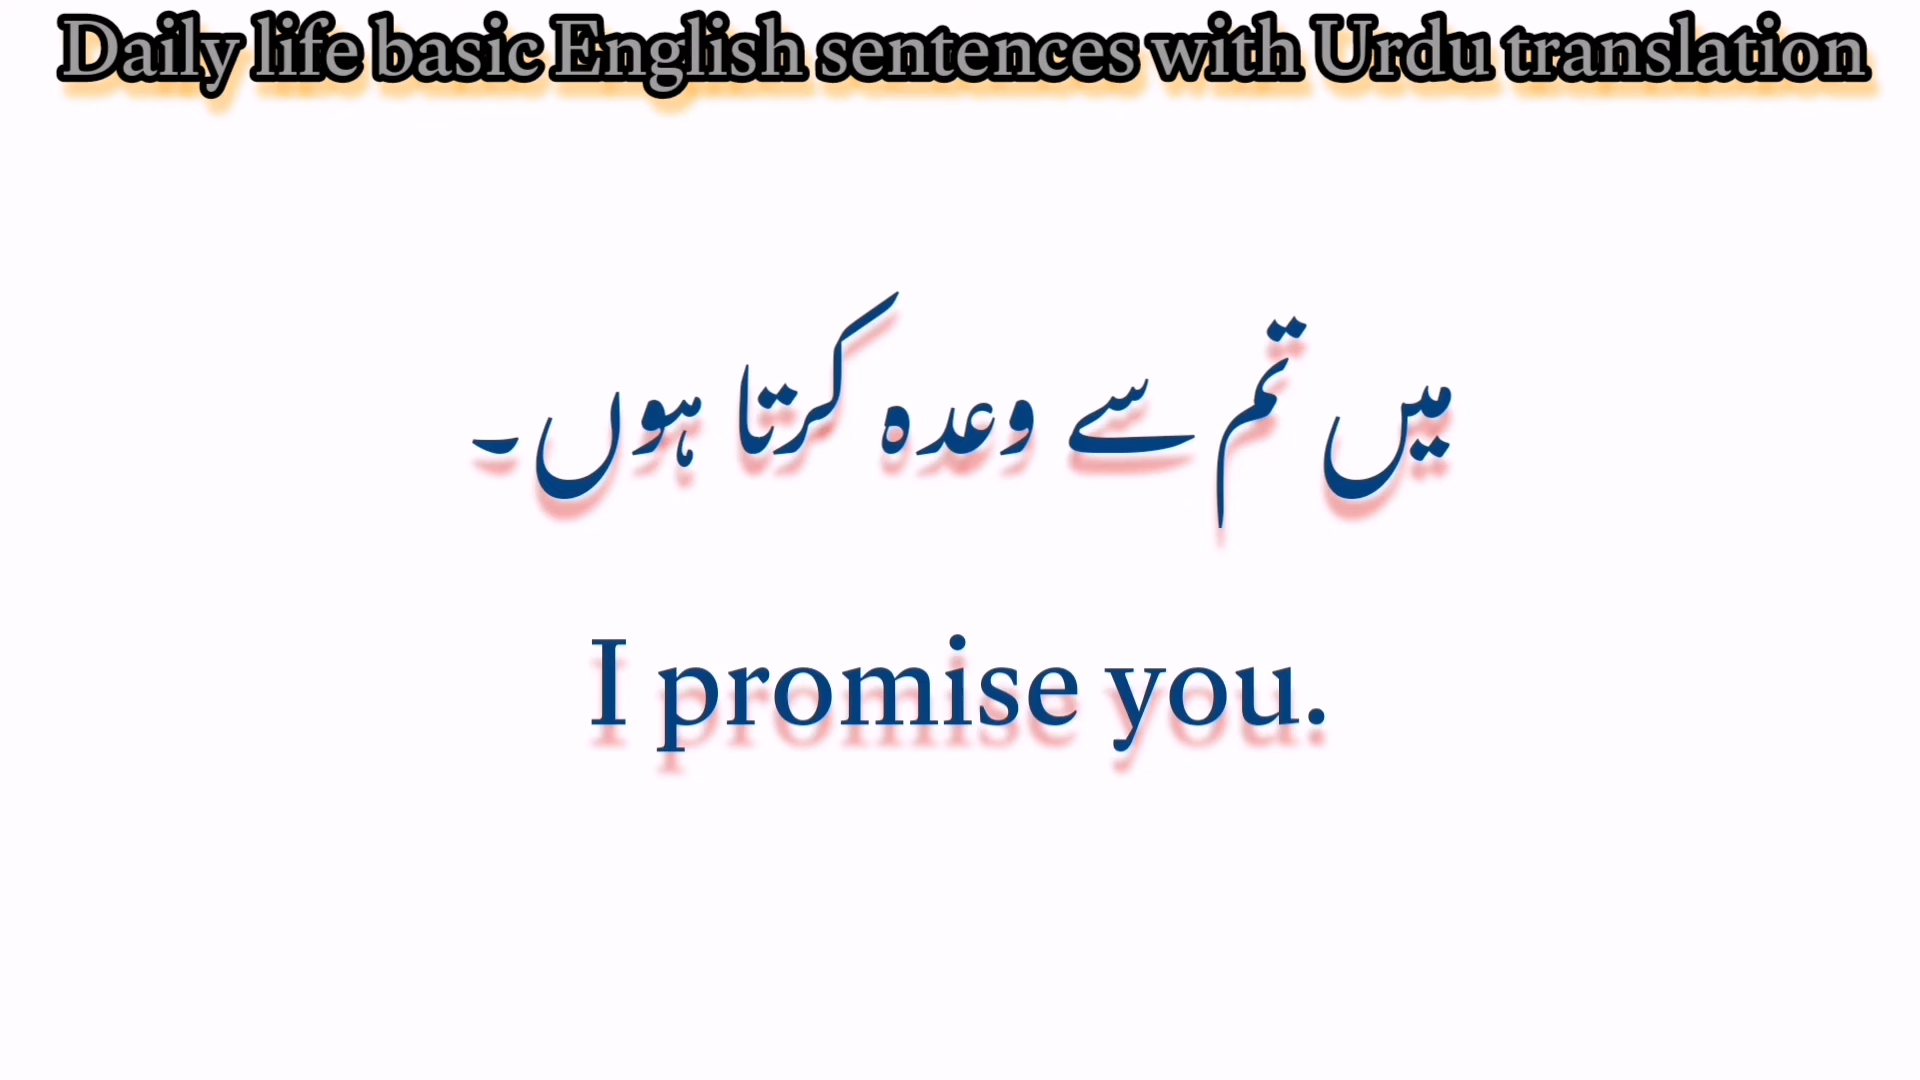 Daily life basic English sentences with Urdu translation
میں تم سے وعدہ کرتا ہوں۔
I promise you.